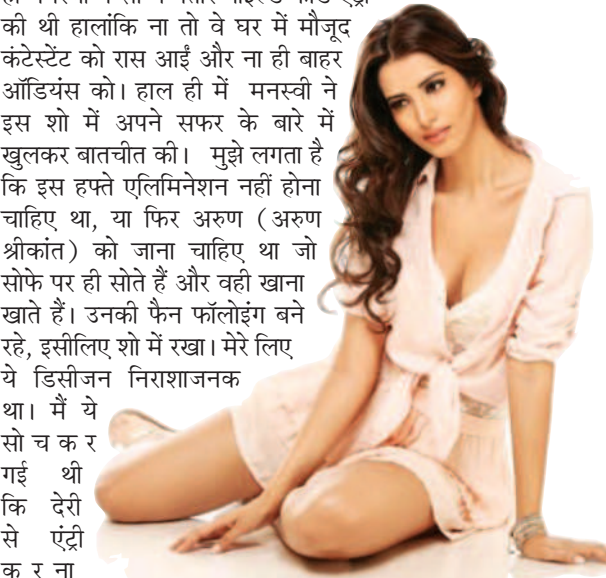 की थी हालांकि ना तो वे घर में मौजूद
कंटेस्टेंट को रास आईं और ना ही बाहर
ऑडियंस को। हाल ही में मनस्वी ने
इस शो में अपने सफर के बारे में
खुलकर बातचीत की। मुझे लगता है
कि इस हफ्ते एलिमिनेशन नहीं होना
चाहिए था, या फिर अरुण (अरुण
श्रीकांत) को जाना चाहिए था जो
सोफे पर ही सोते हैं और वही खाना
खाते हैं। उनकी फैन फॉलोइंग बने
रहे, इसीलिए शो में रखा। मेरे लिए
ये डिसीजन निराशाजनक
था। मैं ये
सो च क र
गई थी
कि देरी
से एंट्री
क र ना